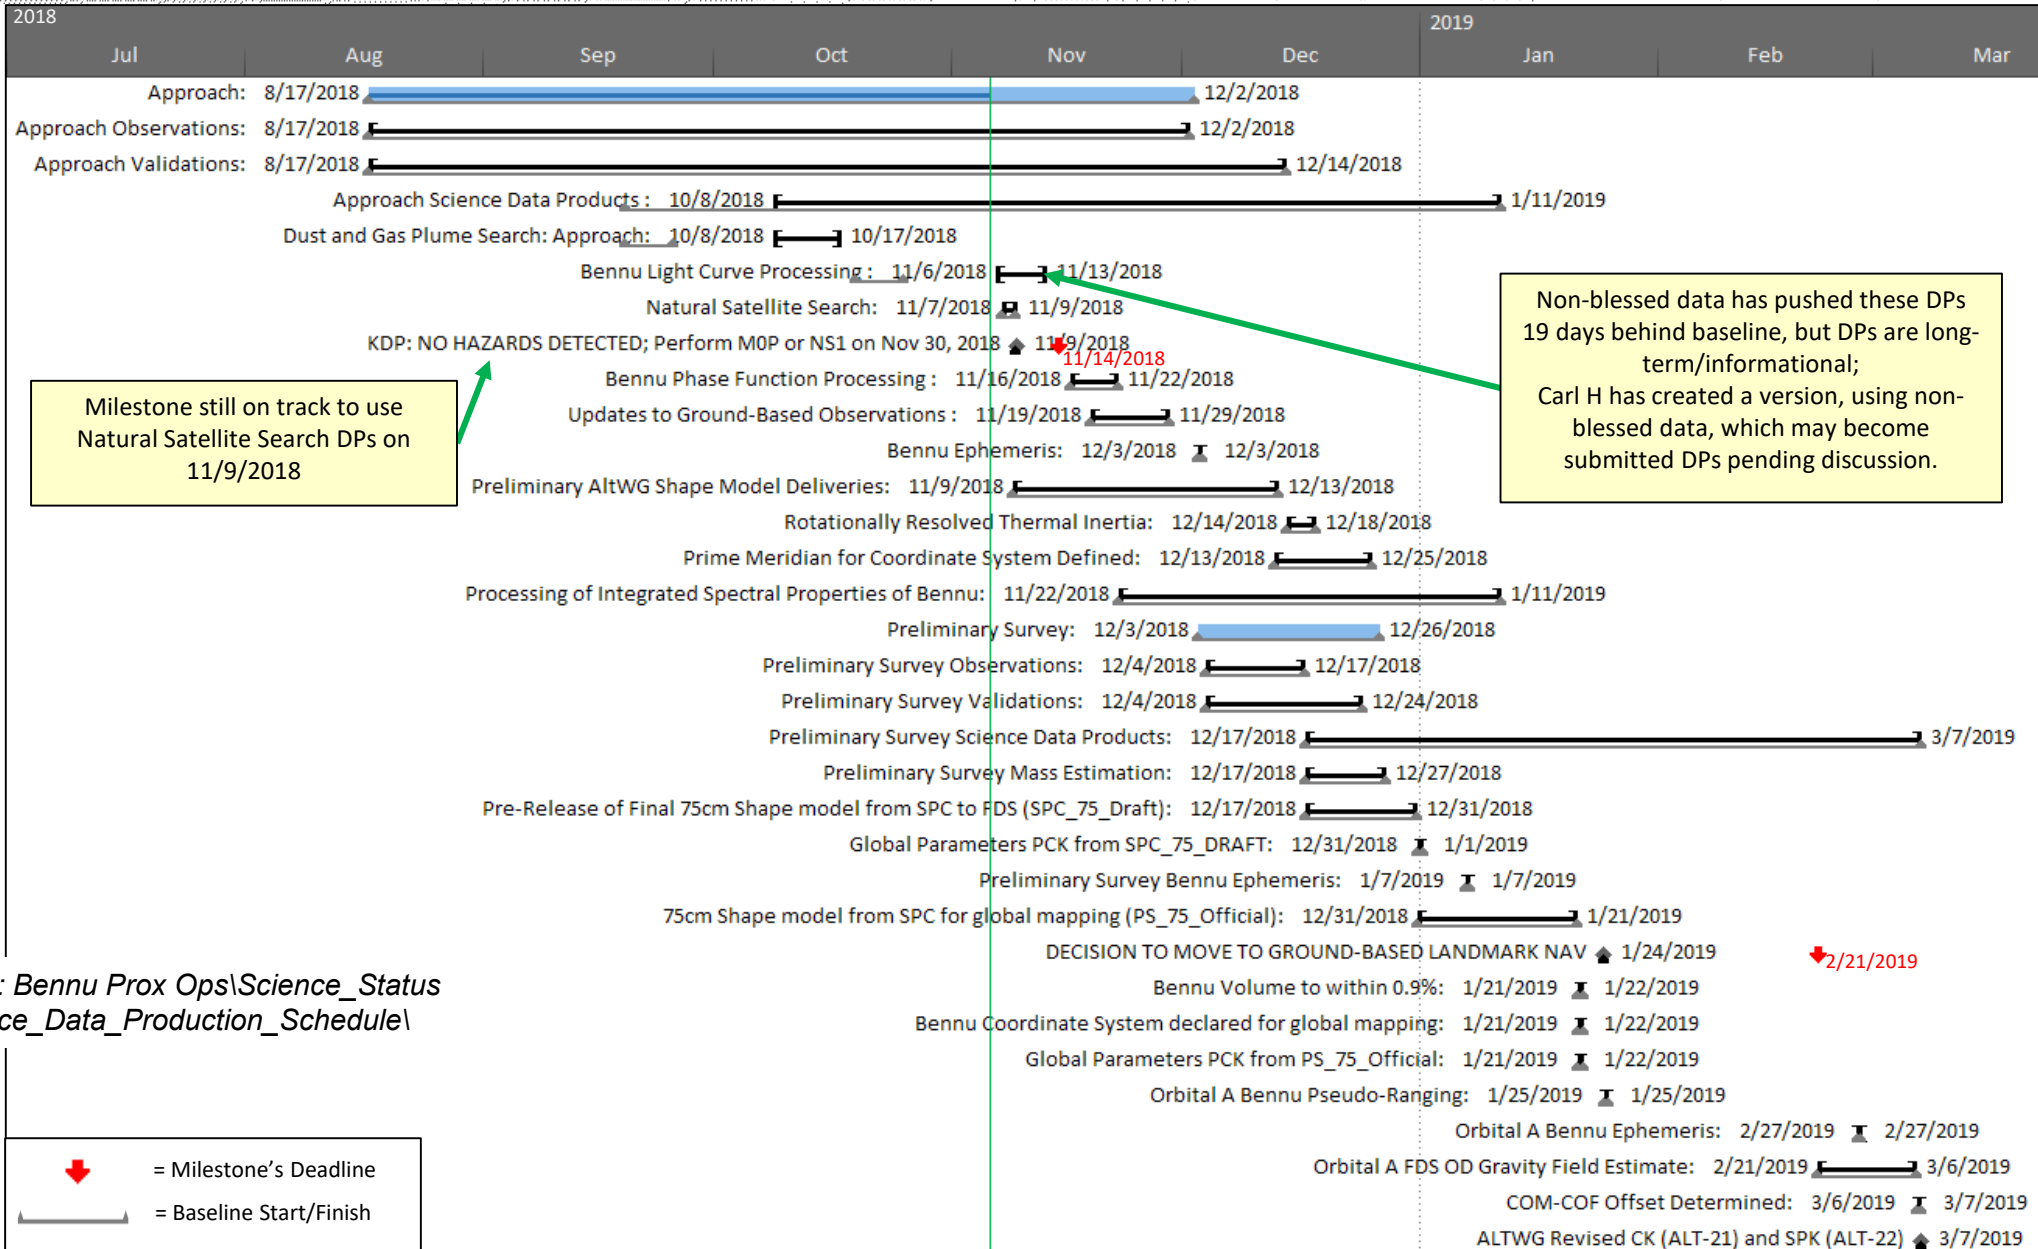 2018
2019
Jul Aug Sep Oct Nov Dec Jan Feb Mar
Approach: 8/17/2018 12/2/2018
Approach Observations: 8/17/2018 12/2/2018
Approach Validations: 8/17/2018 12/14/2018
Approach Science Data Products : 10/8/2018 1/11/2019
Dust and Gas Plume Search: Approach: 10/8/2018 10/17/2018
Bennu Light Curve Processing : 11/6/2018 11/13/2018
Natural Satellite Search: 11/7/2018 11/9/2018
KDP: NO HAZARDS DETECTED; Perform M0P or NS1 on Nov 30, 2018 11/9/2018
11/14/2018
Bennu Phase Function Processing : 11/16/2018 11/22/2018
Updates to Ground-Based Observations : 11/19/2018 11/29/2018
Bennu Ephemeris: 12/3/2018 12/3/2018
Preliminary AltWG Shape Model Deliveries: 11/9/2018 12/13/2018
Rotationally Resolved Thermal Inertia: 12/14/2018 12/18/2018
Prime Meridian for Coordinate System Defined: 12/13/2018 12/25/2018
Processing of Integrated Spectral Properties of Bennu: 11/22/2018 1/11/2019
Preliminary Survey: 12/3/2018 12/26/2018
Preliminary Survey Observations: 12/4/2018 12/17/2018
Preliminary Survey Validations: 12/4/2018 12/24/2018
Preliminary Survey Science Data Products: 12/17/2018 3/7/2019
Preliminary Survey Mass Estimation: 12/17/2018 12/27/2018
Pre-Release of Final 75cm Shape model from SPC to FDS (SPC_75_Draft): 12/17/2018 12/31/2018
Global Parameters PCK from SPC_75_DRAFT: 12/31/2018 1/1/2019
Preliminary Survey Bennu Ephemeris: 1/7/2019 1/7/2019
75cm Shape model from SPC for global mapping (PS_75_Official): 12/31/2018 1/21/2019
DECISION TO MOVE TO GROUND-BASED LANDMARK NAV 1/24/2019 2/21/2019
Bennu Volume to within 0.9%: 1/21/2019 1/22/2019
Bennu Coordinate System declared for global mapping: 1/21/2019 1/22/2019
Global Parameters PCK from PS_75_Official: 1/21/2019 1/22/2019
Orbital A Bennu Pseudo-Ranging: 1/25/2019 1/25/2019
Orbital A Bennu Ephemeris: 2/27/2019 2/27/2019
Orbital A FDS OD Gravity Field Estimate: 2/21/2019 3/6/2019
COM-COF Offset Determined: 3/6/2019 3/7/2019
ALTWG Revised CK (ALT-21) and SPK (ALT-22) 3/7/2019
Milestone still on track to use
Natural Satellite Search DPs on
11/9/2018
Non-blessed data has pushed these DPs
19 days behind baseline, but DPs are long-
term/informational;
Carl H has created a version, using non-
blessed data, which may become
submitted DPs pending discussion.
: Bennu Prox Ops\Science_Status
ce_Data_Production_Schedule\
= Milestone’s Deadline
= Baseline Start/Finish